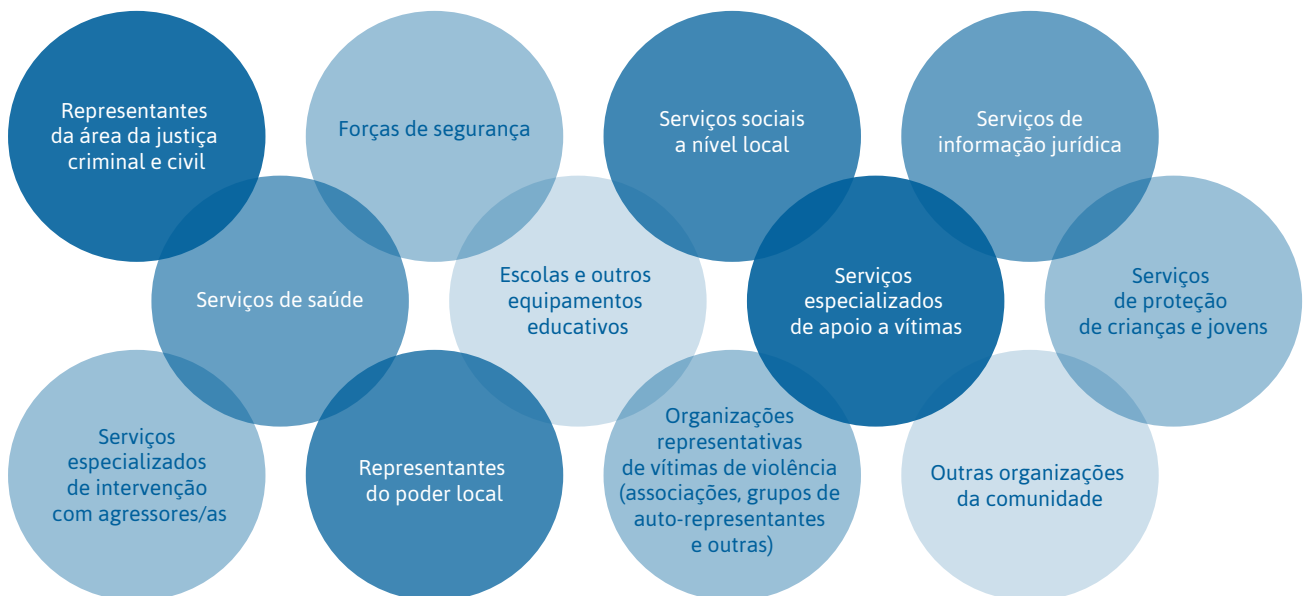 Representantes
da área da justiça
criminal e civil
Forças de segurança
Serviços sociais
a nível local
Serviços de
informação jurídica
Serviços de saúde
Escolas e outros
equipamentos
educativos
Serviços
especializados
de apoio a vítimas
Serviços
de proteção
de crianças e jovens
Serviços
especializados
de intervenção
com agressores/as
Representantes
do poder local
Organizações
representativas
de vítimas de violência
(associações, grupos de
auto-representantes
e outras)
Outras organizações
da comunidade